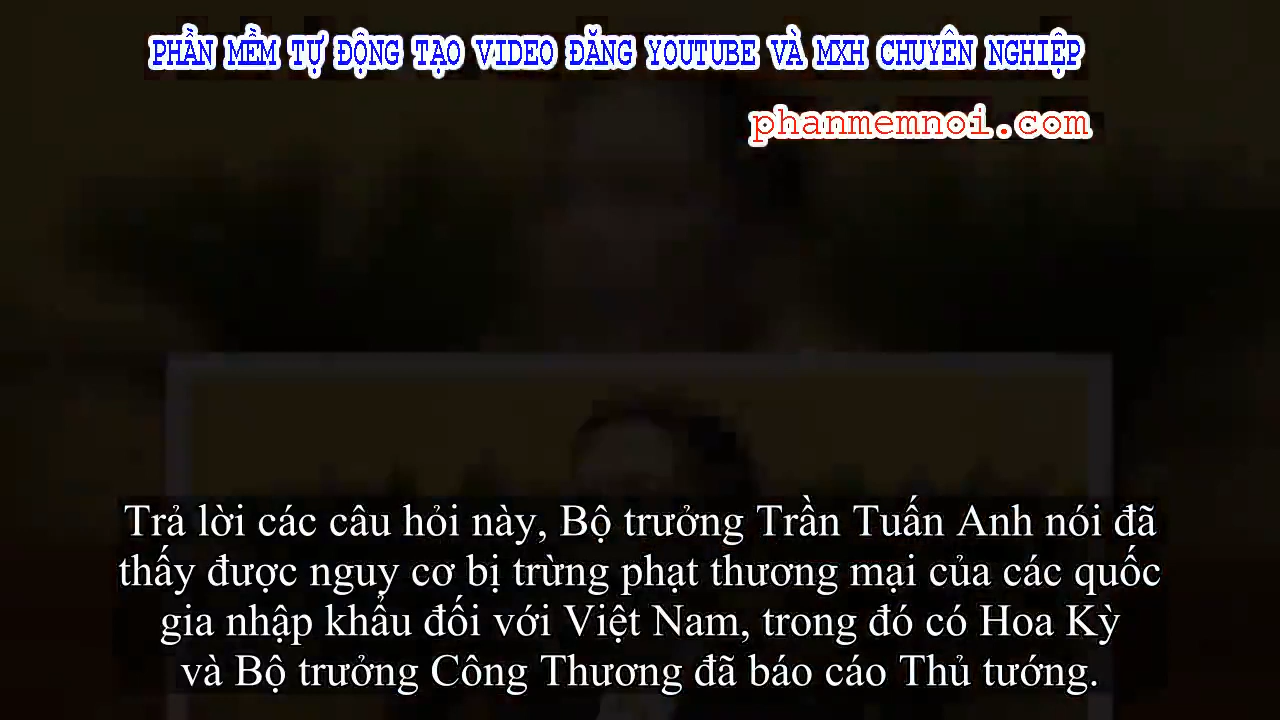 PHẦN MỀM TỰ ĐỘNG TẠO VIDEO ĐĂNG YOUTUBE VÀ MXH CHUYÊN NGHIỆP
phanmemnoi.com
Trả lời các câu hỏi này, Bộ trưởng Trần Tuấn Anh nói đã
thấy được nguy cơ bị trừng phạt thương mại của các quốc
gia nhập khẩu đối với Việt Nam, trong đó có Hoa Kỳ
và Bộ trưởng Công Thương đã báo cáo Thủ tướng.